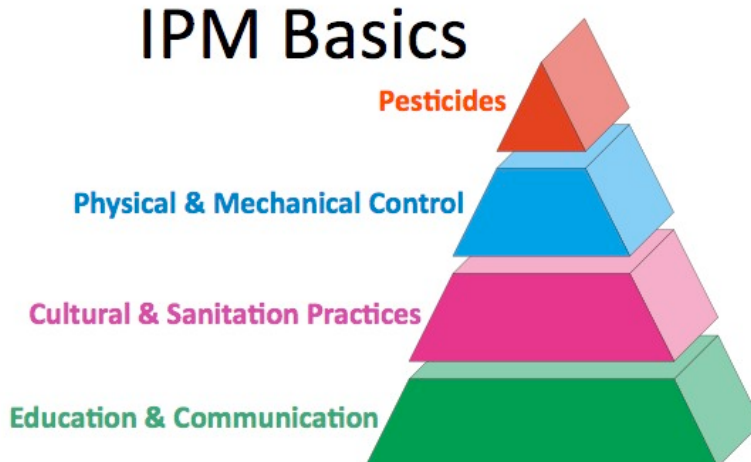 IPM Basics
Pesticides
Physical & Mechanical Control
Cultural & Sanitation Practices
Education & Communication